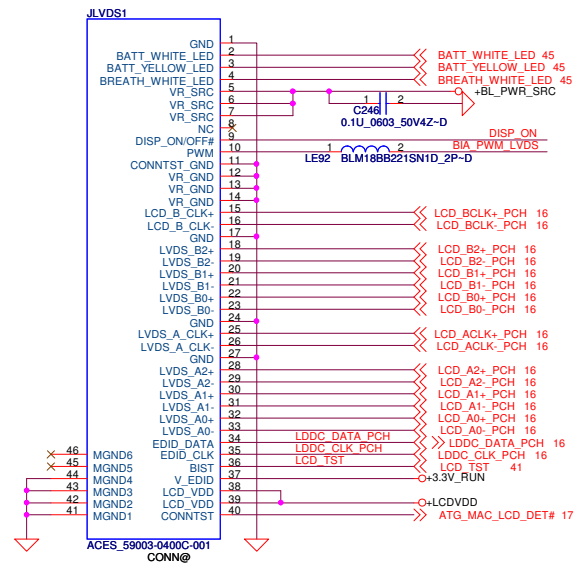 JLVDS1
GND 1
BATT_WHITE_LED 2 BATT_WHITE_LED 45
BATT_YELLOW_LED 3 BATT_YELLOW_LED 45
BREATH_WHITE_LED 4 BREATH_WHITE_LED 45
VR_SRC 5 +BL_PWR_SRC
VR_SRC 6 1 2
VR_SRC 7 C246
NC 8 0.1U_0603_50V4Z~D
DISP_ON/OFF# 9 DISP_ON
PWM 10 1 2 BIA_PWM_LVDS
CONNTST_GND 11 LE92 BLM18BB221SN1D_2P~D
VR_GND 12
VR_GND 13
VR_GND 14
LCD_B_CLK+ 15 LCD_BCLK+_PCH 16
LCD_B_CLK- 16 LCD_BCLK-_PCH 16
GND 17
LVDS_B2+ 18 LCD_B2+_PCH 16
LVDS_B2- 19 LCD_B2-_PCH 16
LVDS_B1+ 20 LCD_B1+_PCH 16
LVDS_B1- 21 LCD_B1-_PCH 16
LVDS_B0+ 22 LCD_B0+_PCH 16
LVDS_B0- 23 LCD_B0-_PCH 16
GND 24
LVDS_A_CLK+ 25 LCD_ACLK+_PCH 16
LVDS_A_CLK- 26 LCD_ACLK-_PCH 16
GND 27
LVDS_A2+ 28 LCD_A2+_PCH 16
LVDS_A2- 29 LCD_A2-_PCH 16
LVDS_A1+ 30 LCD_A1+_PCH 16
LVDS_A1- 31 LCD_A1-_PCH 16
LVDS_A0+ 32 LCD_A0+_PCH 16
LVDS_A0- 33 LCD_A0-_PCH 16
EDID_DATA 34 LDDC_DATA_PCH LDDC_DATA_PCH 16
46 MGND6 EDID_CLK 35 LDDC_CLK_PCH LDDC_CLK_PCH 16
45 MGND5 BIST 36 LCD_TST LCD_TST 41
44 MGND4 V_EDID 37 +3.3V_RUN
43 MGND3 LCD_VDD 38
42 MGND2 LCD_VDD 39 +LCDVDD
41 MGND1 CONNTST 40 ATG_MAC_LCD_DET# 17
ACES_59003-0400C-001
CONN@